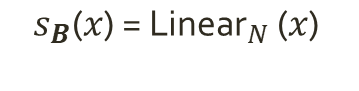 s_B(x) = Linear_N (x)